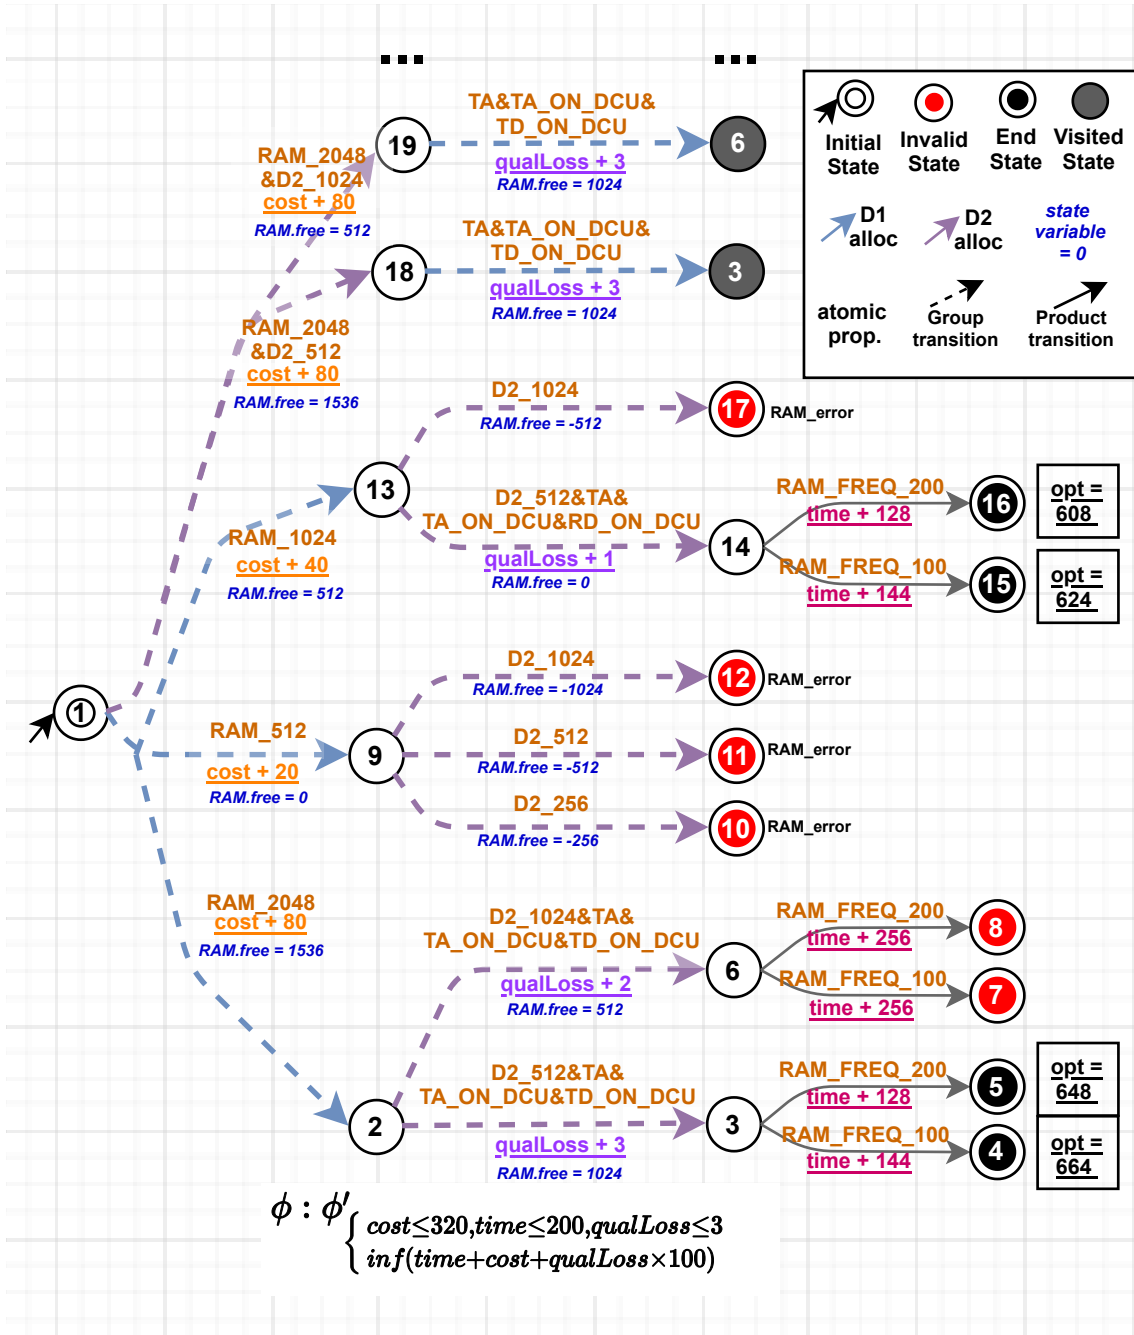 TA&TA_ON_DCU&
TD_ON_DCU
19
6
qualLoss + 3
RAM.free = 1024
RAM_2048
&D2_1024
cost + 80
RAM.free = 512
TA&TA_ON_DCU&
TD_ON_DCU
18
3
qualLoss + 3
RAM.free = 1024
RAM_2048
&D2_512
cost + 80
RAM.free = 1536
Initial
State
Invalid
State
End
State
Visited
State
D1
alloc
D2
alloc
state
variable
= 0
atomic
prop.
Group
transition
Product
transition
D2_1024
17
RAM_error
RAM.free = -512
13
RAM_1024
cost + 40
RAM.free = 512
D2_512&TA&
TA_ON_DCU&RD_ON_DCU
qualLoss + 1
RAM.free = 0
14
RAM_FREQ_200
time + 128
16
opt =
608
RAM_FREQ_100
time + 144
15
opt =
624
1
D2_1024
RAM.free = -1024
12
RAM_error
RAM_512
cost + 20
RAM.free = 0
9
D2_512
RAM.free = -512
11
RAM_error
D2_256
RAM.free = -256
10
RAM_error
RAM_2048
cost + 80
RAM.free = 1536
D2_1024&TA&
TA_ON_DCU&TD_ON_DCU
qualLoss + 2
RAM.free = 512
6
RAM_FREQ_200
time + 256
8
RAM_FREQ_100
time + 256
7
2
D2_512&TA&
TA_ON_DCU&TD_ON_DCU
qualLoss + 3
RAM.free = 1024
3
RAM_FREQ_200
time + 128
5
opt =
648
RAM_FREQ_100
time + 144
4
opt =
664
ϕ : ϕ′
cost≤320,time≤200,qualLoss≤3
inf(time+cost+qualLoss×100)